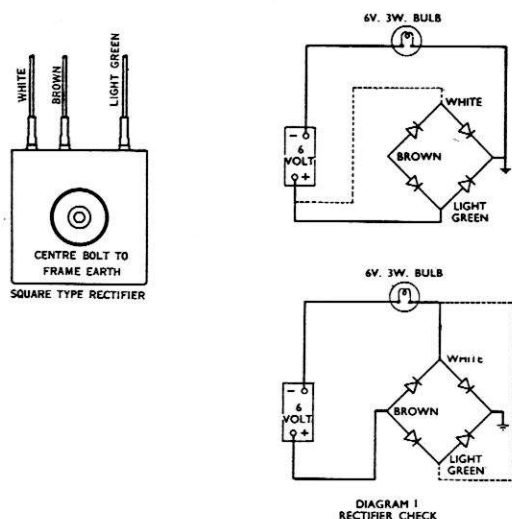 WHITE
BROWN
LIGHT GREEN
CENTRE BOLT TO
FRAME EARTH
SQUARE TYPE RECTIFIER
6V. 3W. BULB
WHITE
- 6
VOLT
+
BROWN
LIGHT
GREEN
6V. 3W. BULB
WHITE
- 6
VOLT
+
BROWN
LIGHT
GREEN
DIAGRAM I
RECTIFIER CHECK